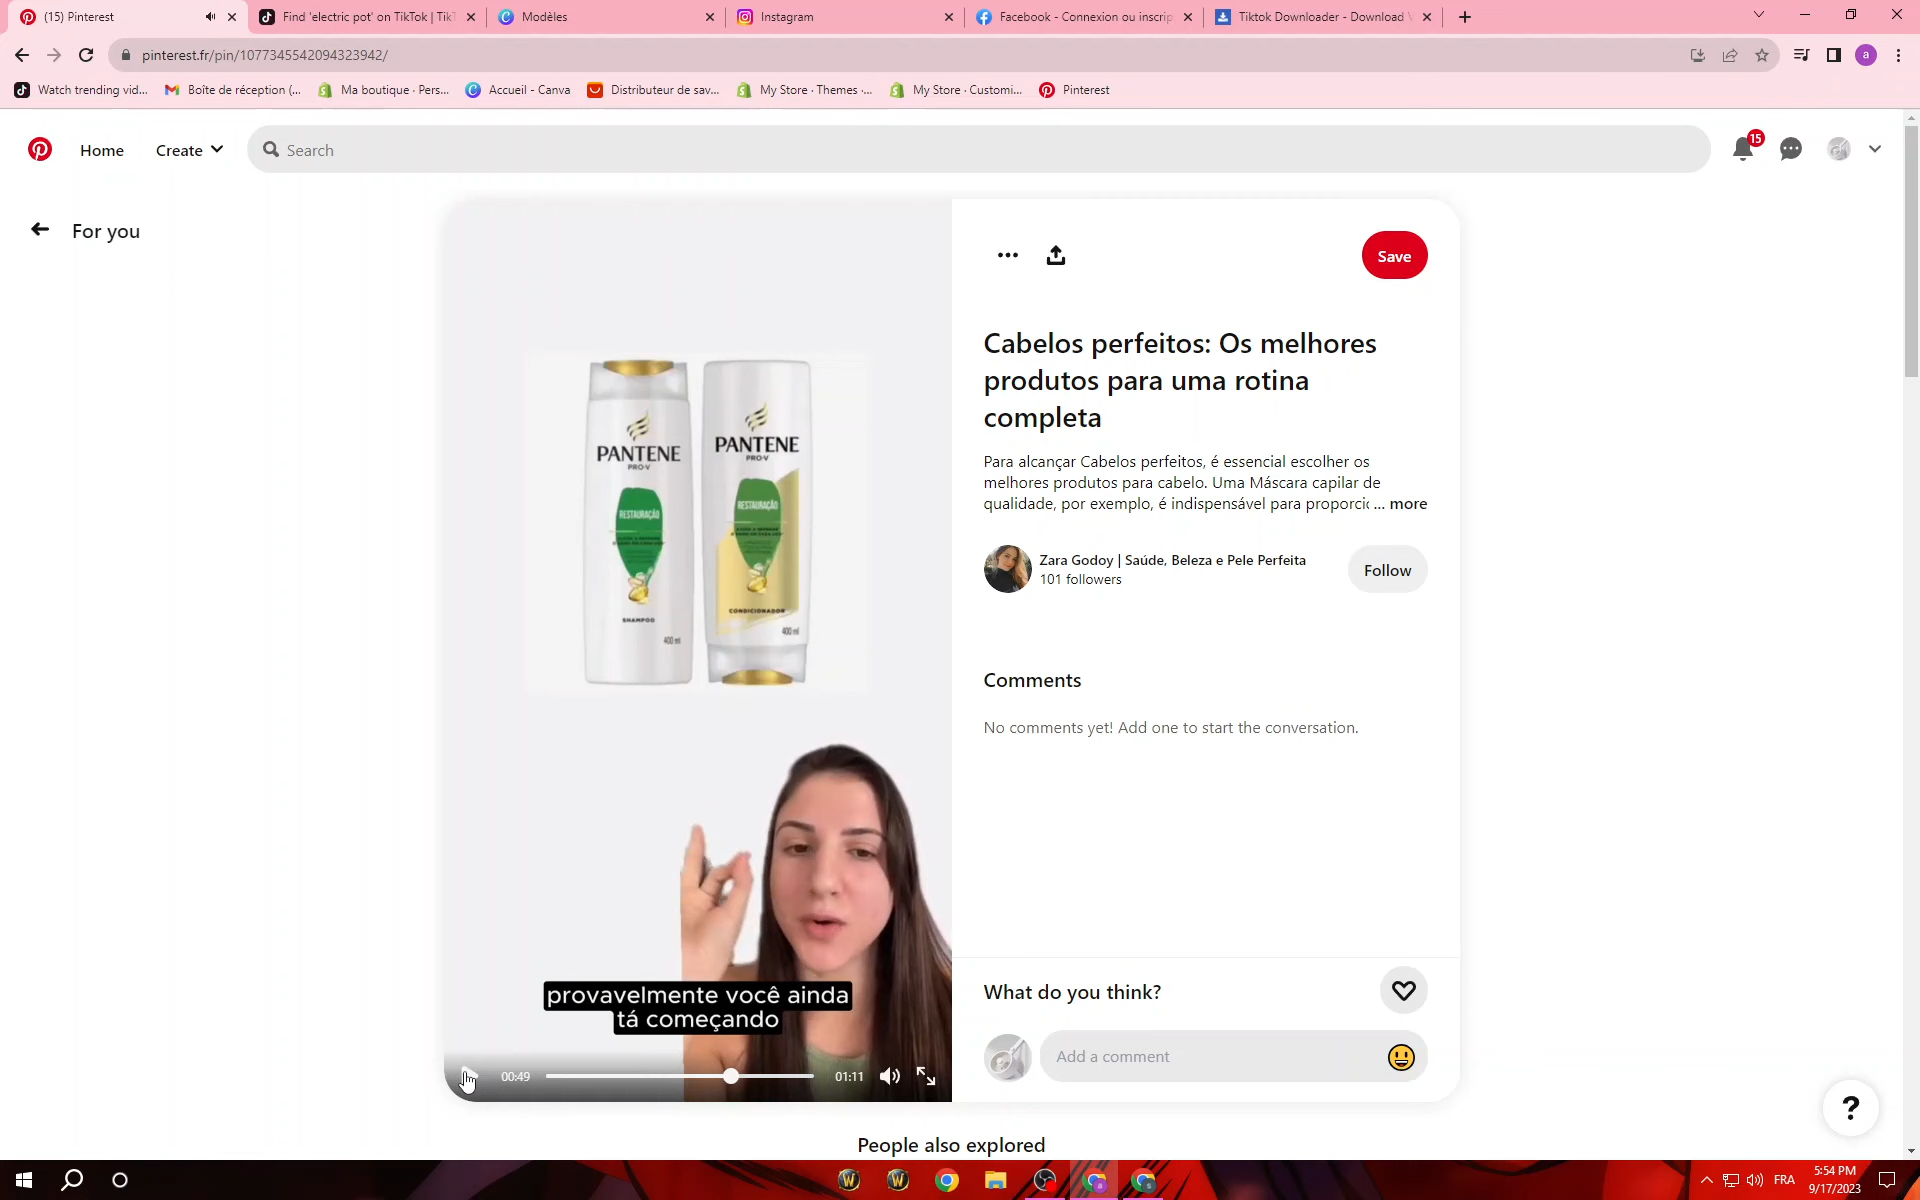 (15) Pinterest
Find 'electric pot' on TikTok | Tik
Modèles
Instagram
Facebook - Connexion ou inscrip
Tiktok Downloader - Download
pinterest.fr/pin/1077345542094323942/
a
Watch trending vid...
Boîte de réception (...
Ma boutique · Pers...
Accueil - Canva
Distributeur de sav...
My Store · Themes ·...
My Store · Customi...
Pinterest
Home
Create
Search
15
For you
Save
Cabelos perfeitos: Os melhores
produtos para uma rotina
completa
Para alcançar Cabelos perfeitos, é essencial escolher os
melhores produtos para cabelo. Uma Máscara capilar de
qualidade, por exemplo, é indispensável para proporcic ... more
Zara Godoy | Saúde, Beleza e Pele Perfeita
101 followers
Follow
Comments
No comments yet! Add one to start the conversation.
What do you think?
Add a comment
PANTENE
PRO-V
RESTAURAÇÃO
SHAMPOO
400 ml
PANTENE
PRO-V
RESTAURAÇÃO
CONDICIONADOR
400 ml
provavelmente você ainda
tá começando
00:49
01:11
?
People also explored
FRA
5:54 PM
9/17/2023